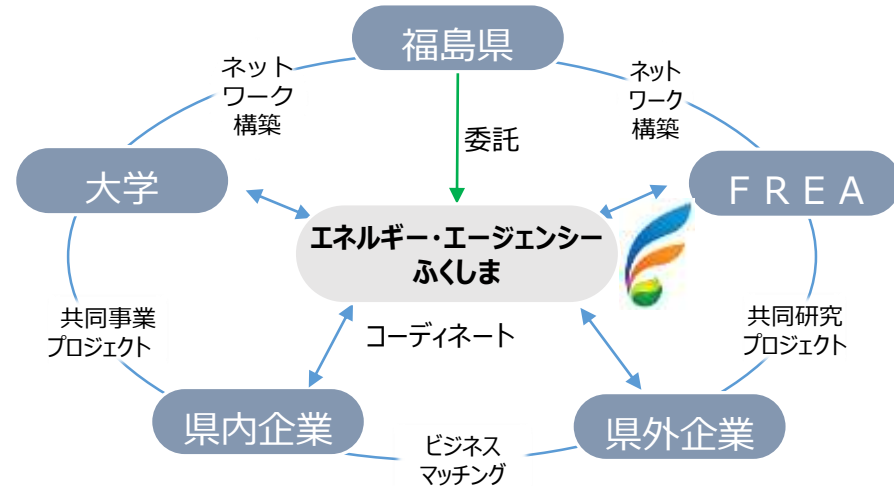 福島県
ネット
ワーク
構築
ネット
ワーク
構築
委託
大学
ＦＲＥＡ
エネルギー・エージェンシー
ふくしま
共同事業
プロジェクト
コーディネート
共同研究
プロジェクト
県内企業
県外企業
ビジネス
マッチング